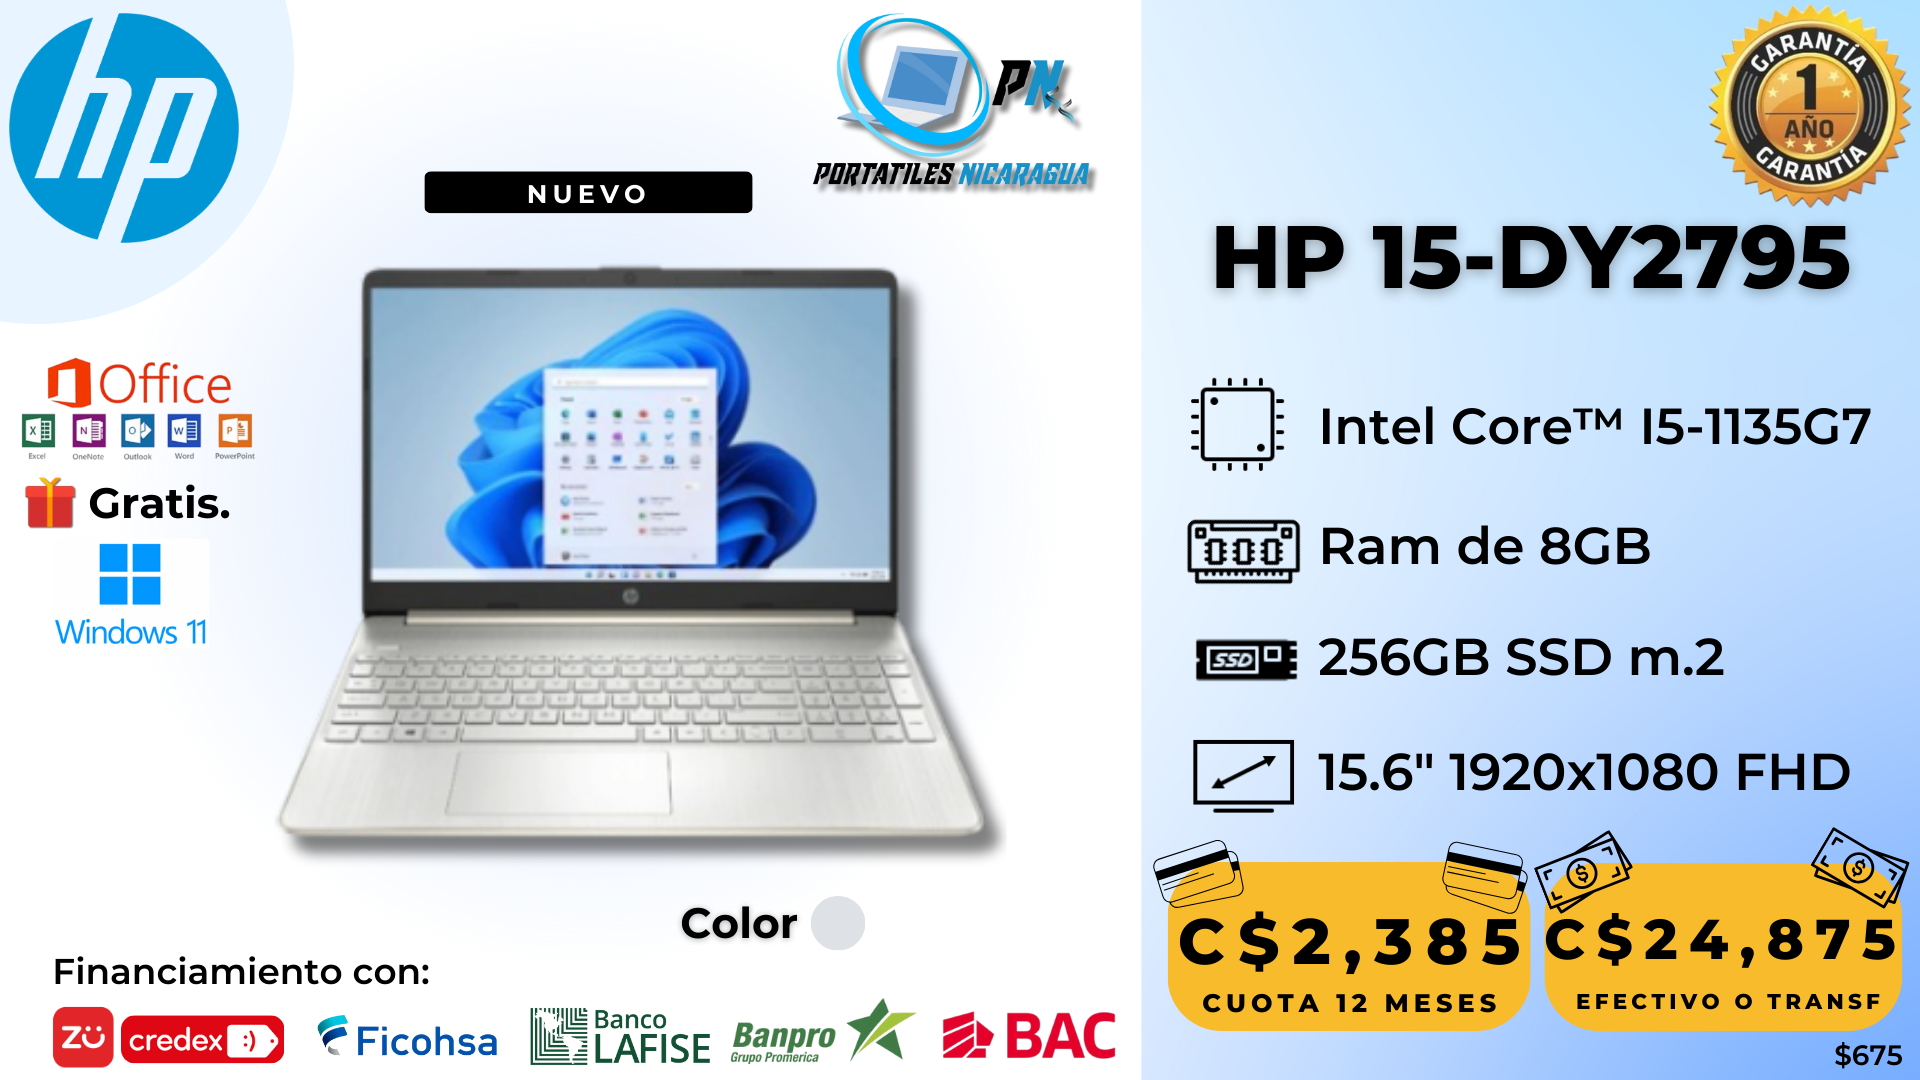 hp
PN
PORTATILES NICARAGUA
NUEVO
Office
Excel
OneNote
Outlook
Word
PowerPoint
Gratis.
Windows 11
Color
Financiamiento con:
zū
credex :)
Ficohsa
Banco
LAFISE
Banpro
Grupo Promerica
BAC
GARANTÍA
1
AÑO
GARANTÍA
HP 15-DY2795
Intel Core™ I5-1135G7
Ram de 8GB
SSD
256GB SSD m.2
15.6" 1920x1080 FHD
C$2,385
CUOTA 12 MESES
C$24,875
EFECTIVO O TRANSF
$675